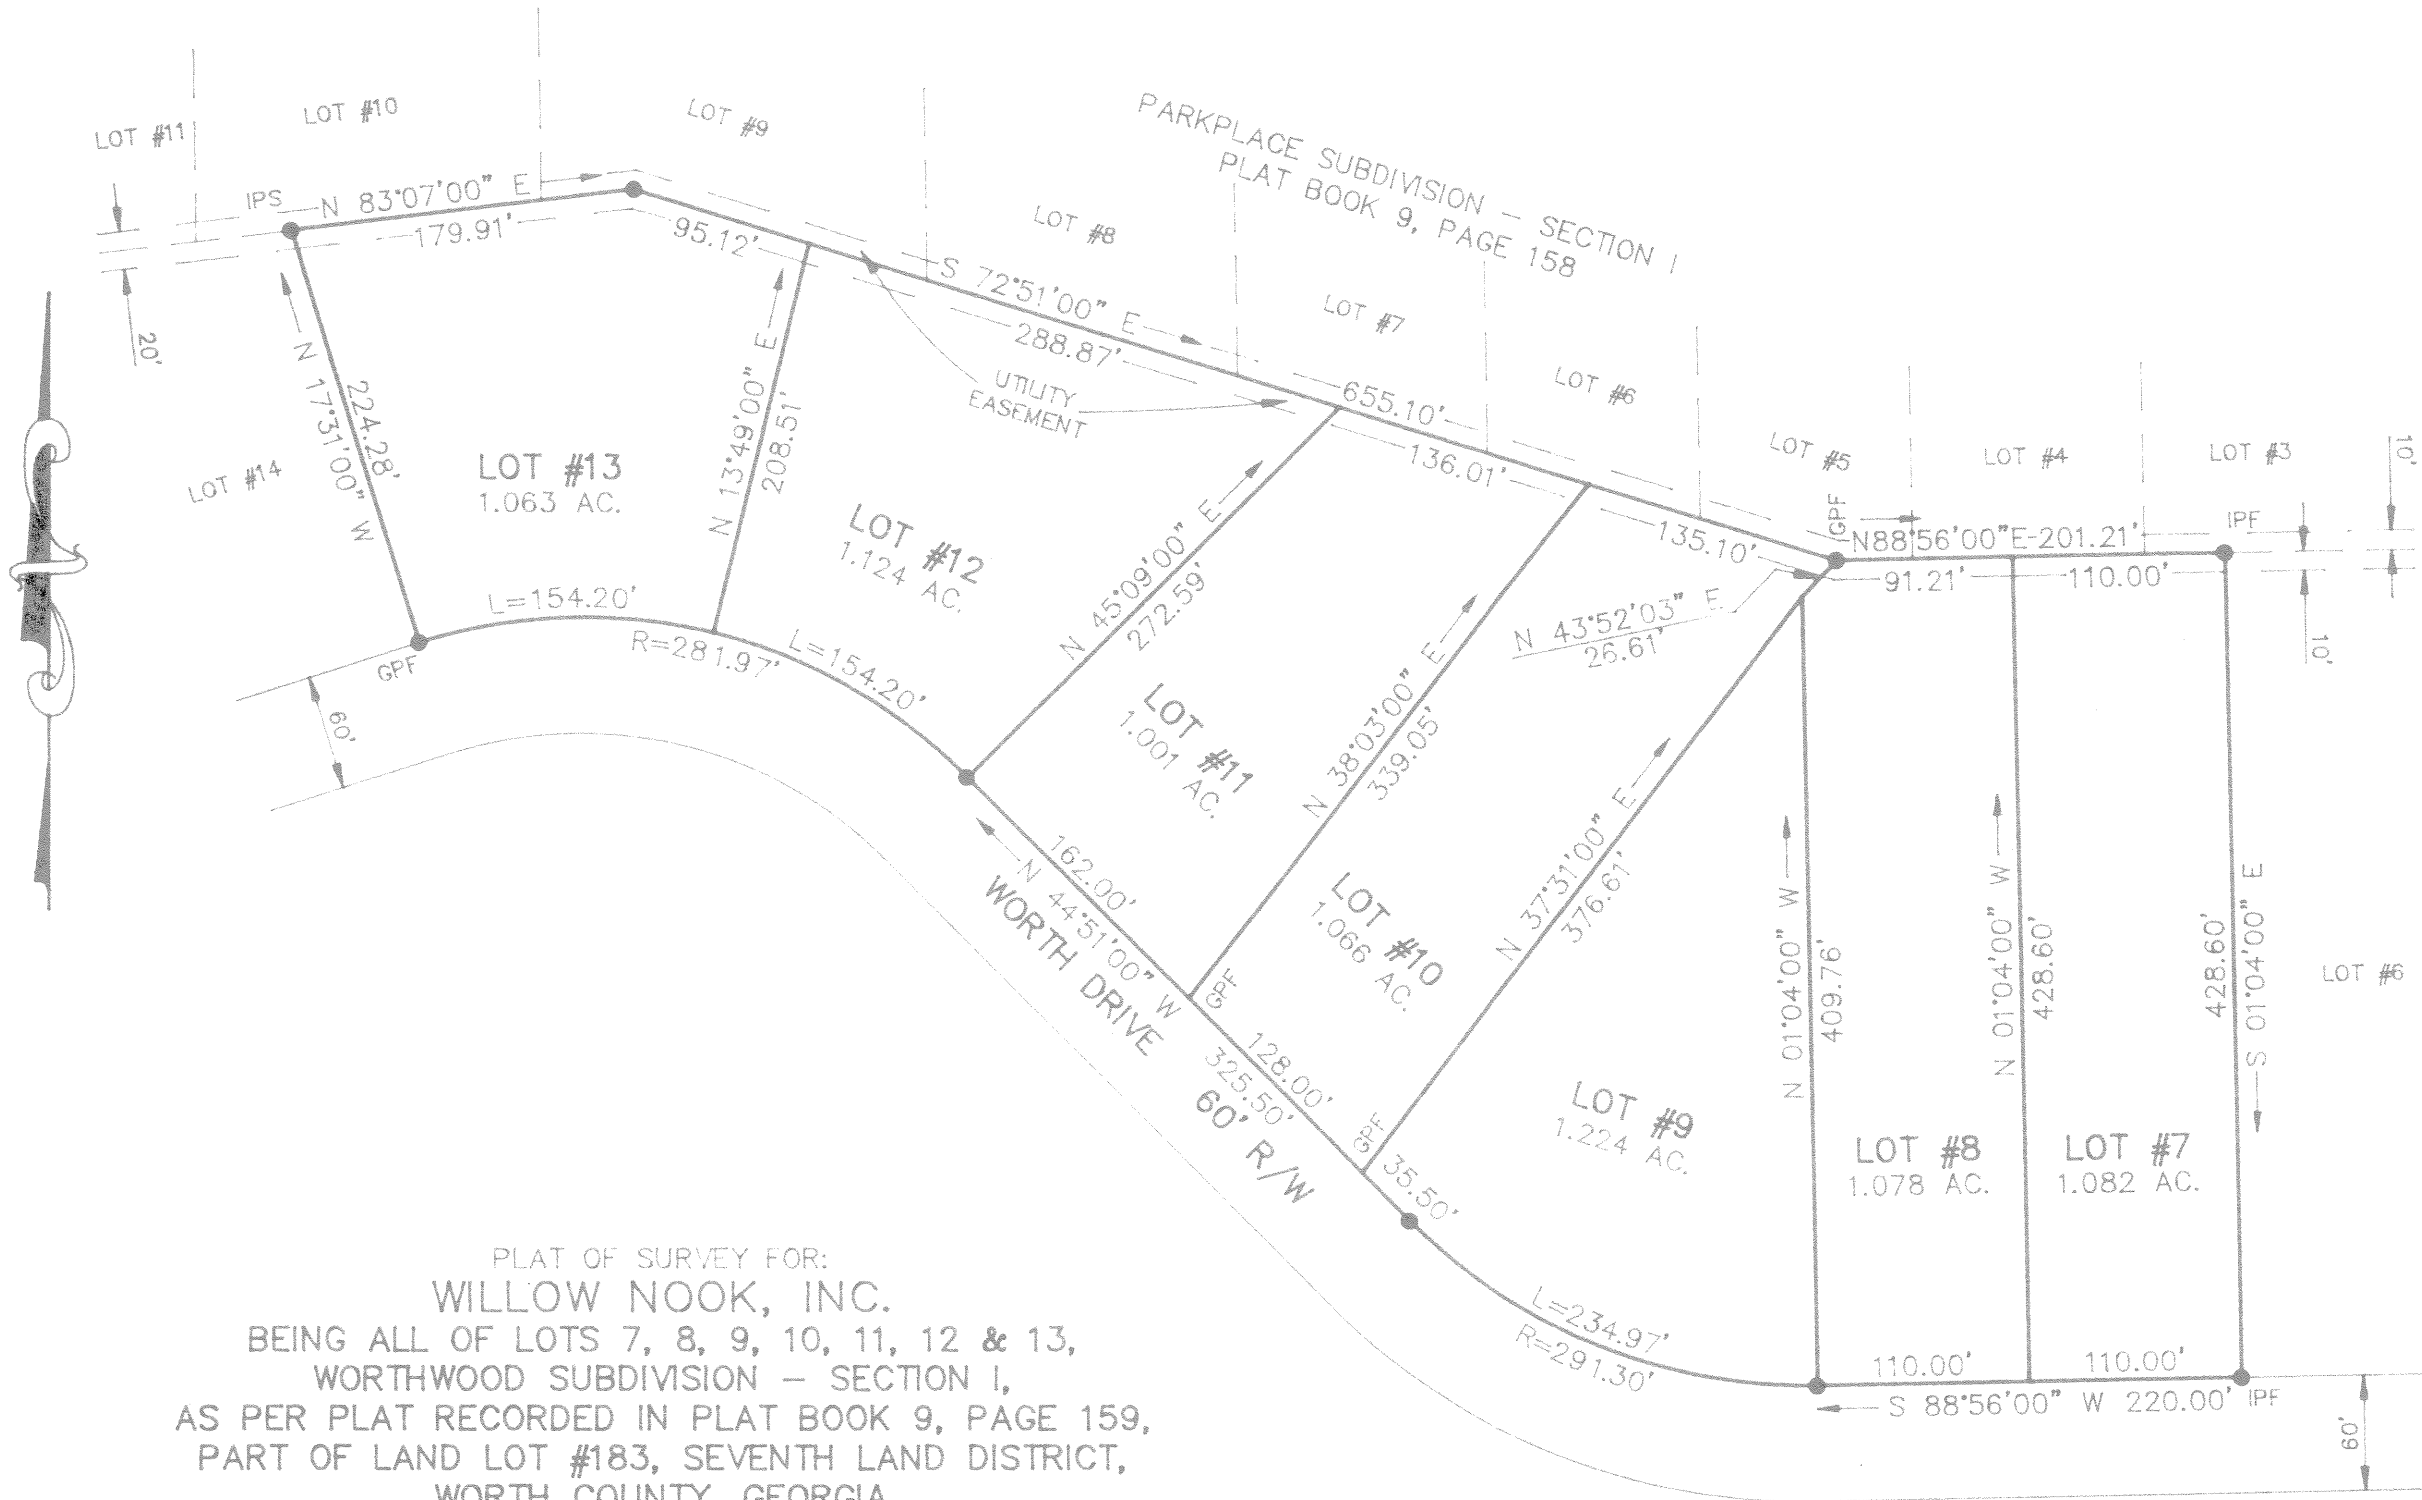 LOT #11
LOT #10
LOT #9
PARKPLACE SUBDIVISION – SECTION I
PLAT BOOK 9, PAGE 158
IPS
N 83°07'00" E
179.91'
95.12'
LOT #8
S 72°51'00" E
288.87'
LOT #7
655.10'
LOT #6
136.01'
LOT #5
LOT #4
LOT #3
10'
20'
UTILITY
EASEMENT
135.10'
GPF
N88°56'00"E-201.21'
IPF
91.21'
110.00'
10'
LOT #14
N 17°31'00" W
224.28'
LOT #13
1.063 AC.
N 13°49'00" E
208.51'
LOT #12
1.124 AC.
N 45°09'00" E
272.59'
N 43°52'03" E
26.61'
L=154.20'
R=281.97'
L=154.20'
GPF
60'
LOT #11
1.001 AC.
N 38°03'00" E
339.05'
162.00'
N 44°51'00" W
WORTH DRIVE 60' R/W
GPF
LOT #10
1.066 AC.
N 37°31'00" E
376.61'
128.00'
325.50'
GPF
35.50'
LOT #9
1.224 AC.
N 01°04'00" W
409.76'
N 01°04'00" W
428.60'
428.60'
S 01°04'00" E
LOT #6
LOT #8
1.078 AC.
LOT #7
1.082 AC.
L=234.97'
R=291.30'
110.00'
110.00'
S 88°56'00" W 220.00'
IPF
60'
PLAT OF SURVEY FOR:
WILLOW NOOK, INC.
BEING ALL OF LOTS 7, 8, 9, 10, 11, 12 & 13,
WORTHWOOD SUBDIVISION – SECTION I,
AS PER PLAT RECORDED IN PLAT BOOK 9, PAGE 159,
PART OF LAND LOT #183, SEVENTH LAND DISTRICT,
WORTH COUNTY, GEORGIA